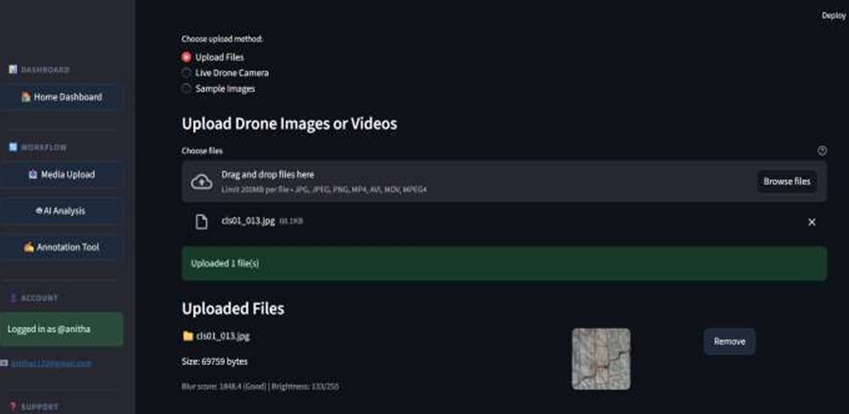 Deploy
DASHBOARD
Home Dashboard
WORKFLOW
Media Upload
AI Analysis
Annotation Tool
ACCOUNT
Logged in as @anitha
SUPPORT
Choose upload method:
Upload Files
Live Drone Camera
Sample Images
Upload Drone Images or Videos
Choose files
Drag and drop files here
Limit 200MB per file • JPG, JPEG, PNG, MP4, AVI, MOV, MPEG4
Browse files
cls01_013.jpg 68.1KB
Uploaded 1 file(s)
Uploaded Files
cls01_013.jpg
Remove
Size: 69759 bytes
Blur score: 1848.4 (Good) | Brightness: 133/255